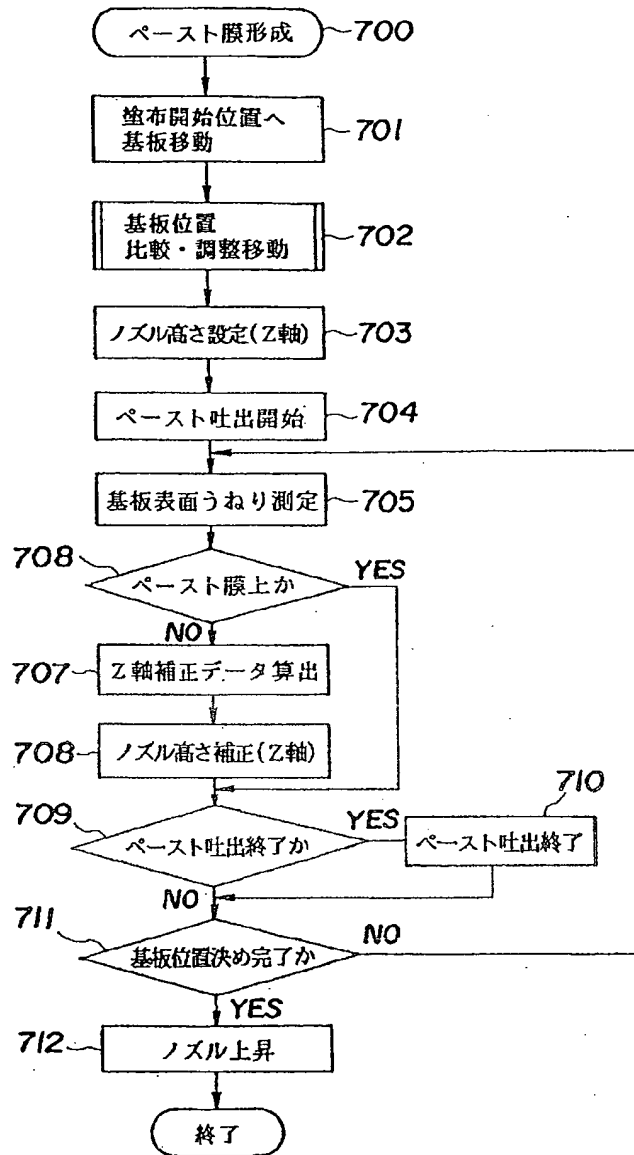 ペースト膜形成 700
塗布開始位置へ
基板移動 701
基板位置
比較・調整移動 702
ノズル高さ設定(Z軸) 703
ペースト吐出開始 704
基板表面うねり測定 705
708 ペースト膜上か YES
NO
707 Z軸補正データ算出
708 ノズル高さ補正(Z軸)
709 ペースト吐出終了か YES
710
ペースト吐出終了
NO
711 基板位置決め完了か NO
YES
712 ノズル上昇
終了